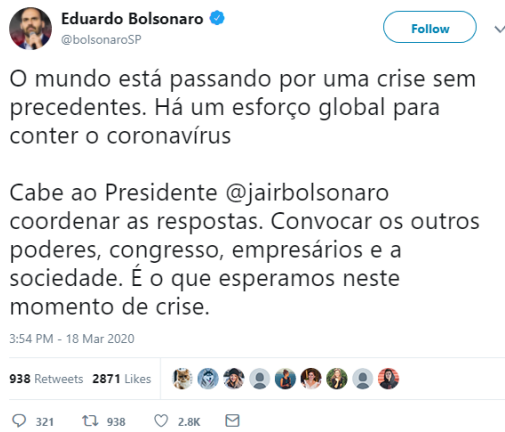 Eduardo Bolsonaro
@bolsonaroSP
Follow
O mundo está passando por uma crise sem
precedentes. Há um esforço global para
conter o coronavírus
Cabe ao Presidente @jairbolsonaro
coordenar as respostas. Convocar os outros
poderes, congresso, empresários e a
sociedade. É o que esperamos neste
momento de crise.
3:54 PM - 18 Mar 2020
938 Retweets 2871 Likes
321 938 2.8K